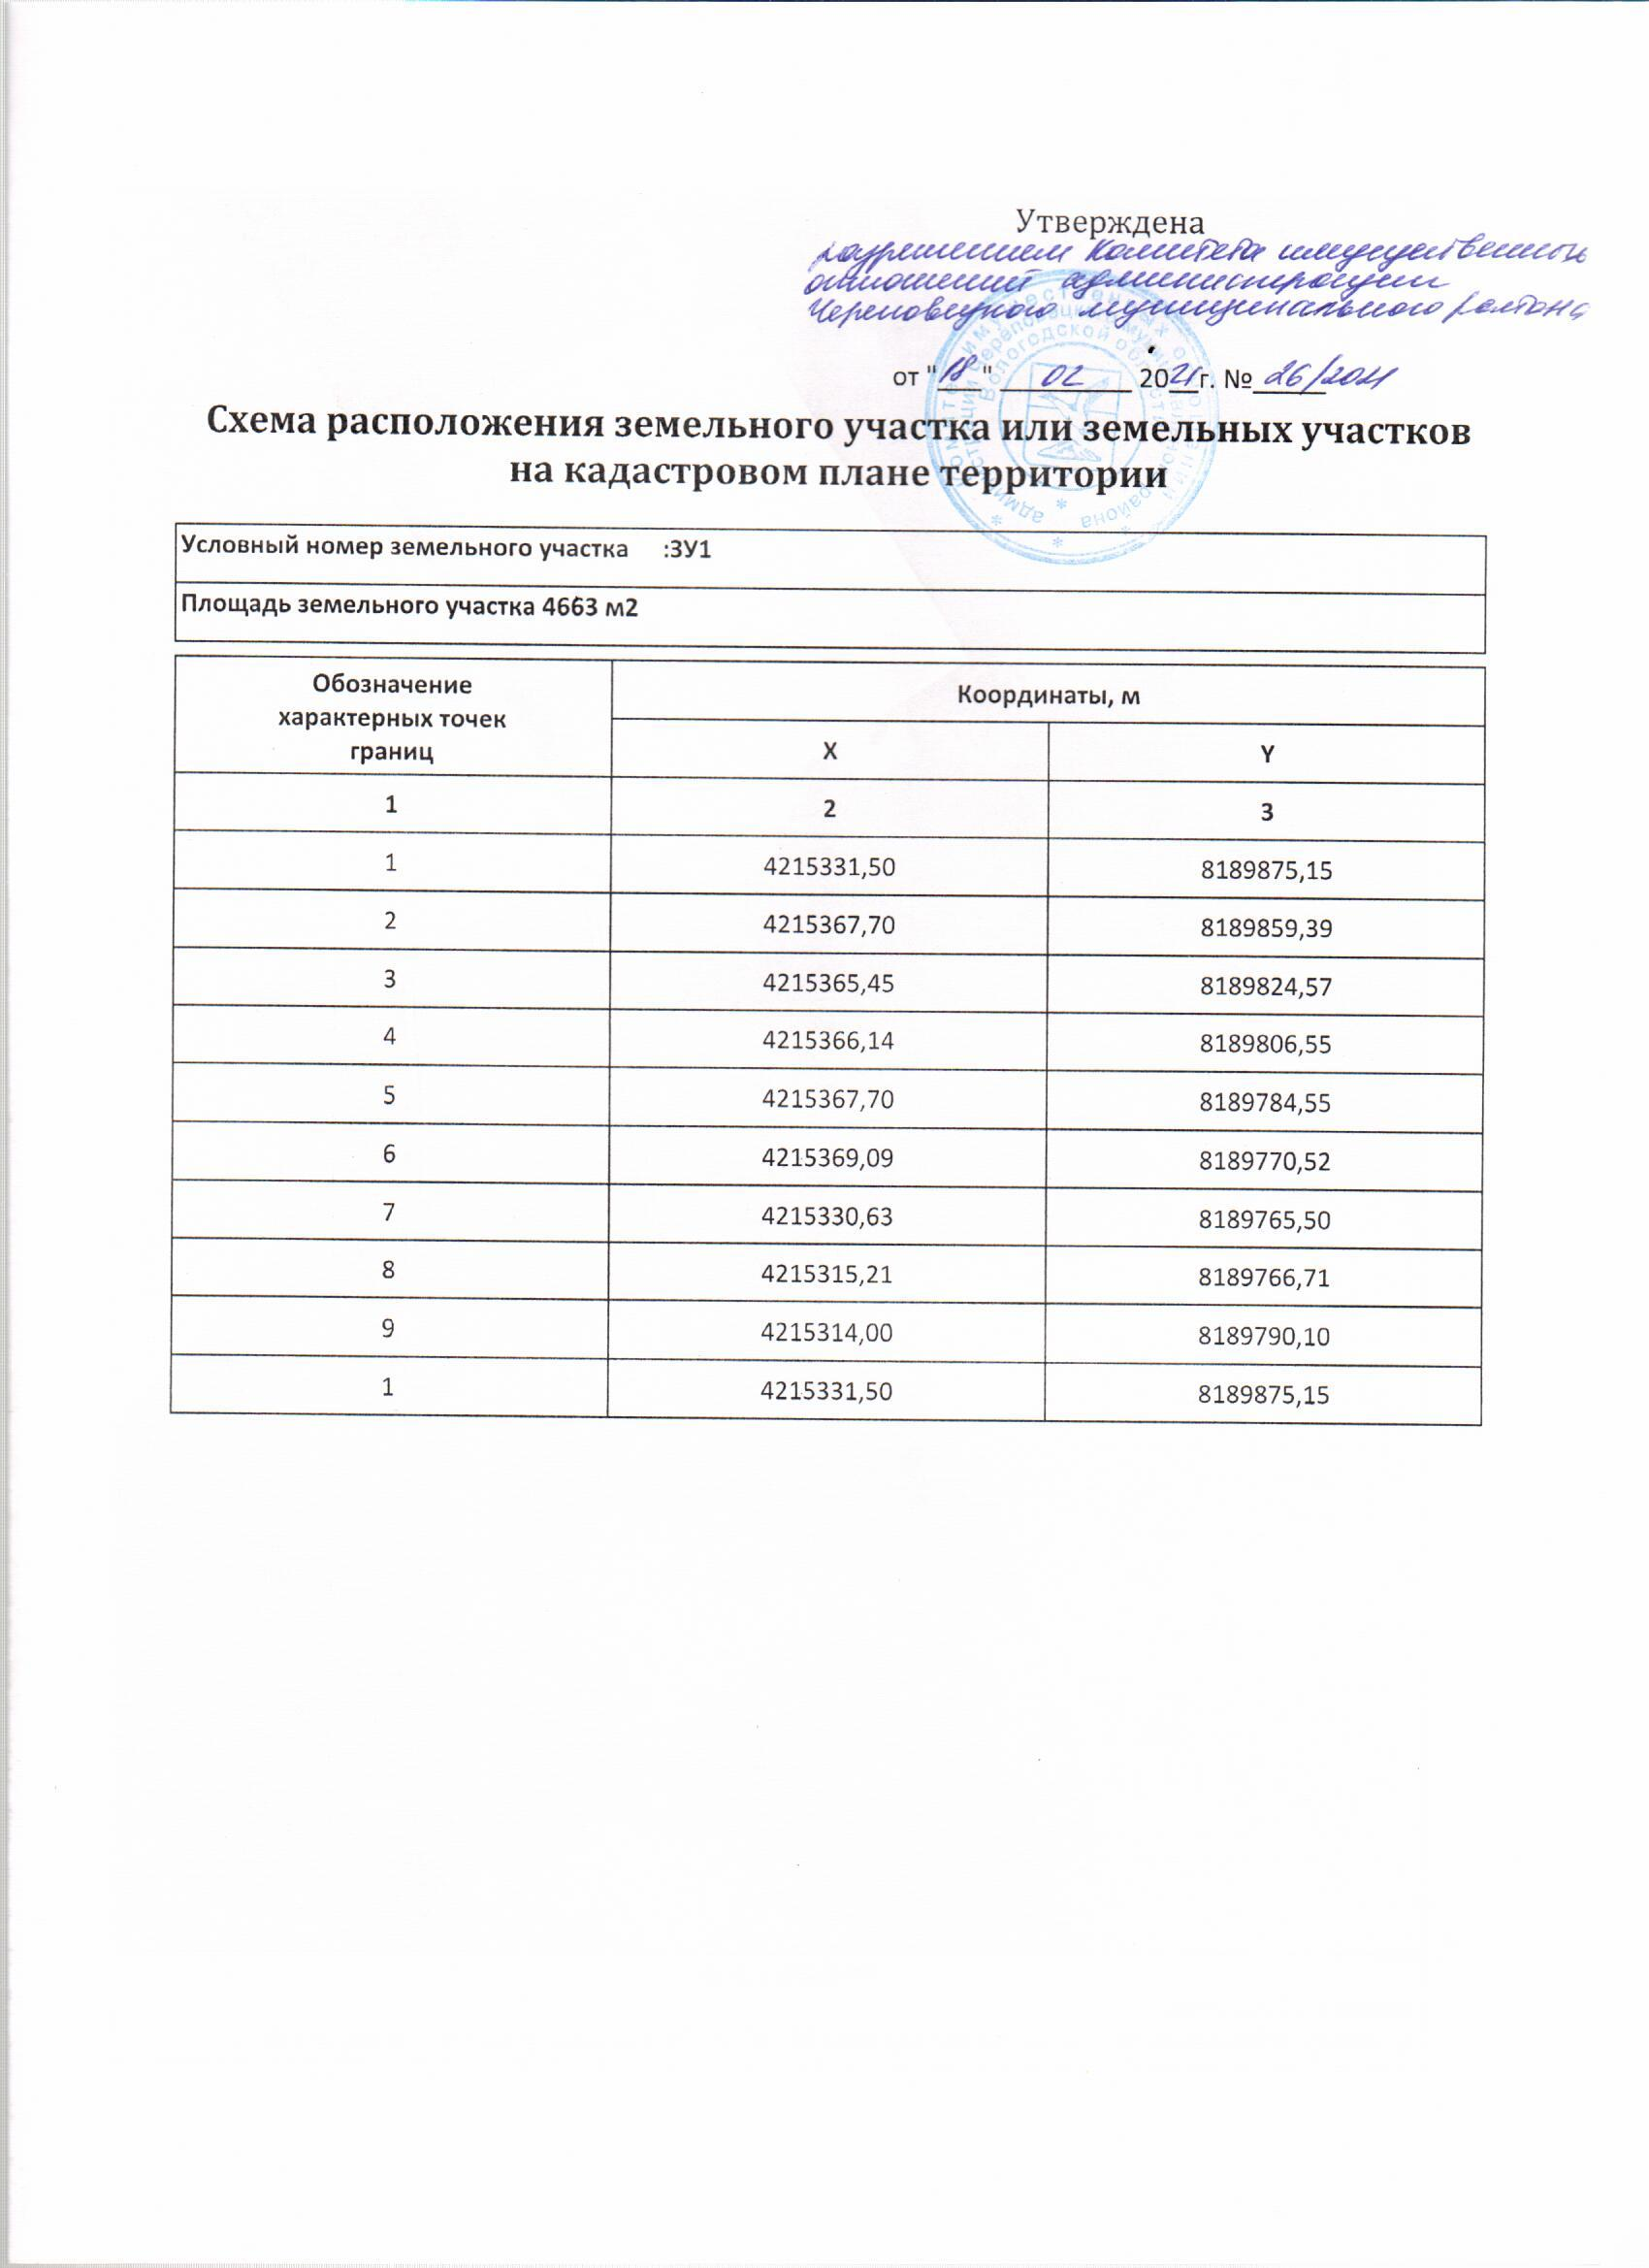 Утверждена
разрешением Комитета имущественных
отношений администрации
Череповецкого муниципального района
от "18" 02 2021г. № 26/2021
Схема расположения земельного участка или земельных участков
на кадастровом плане территории
Условный номер земельного участка :ЗУ1
Площадь земельного участка 4663 м2
Обозначение характерных точек границ Координаты, м
X Y
1 2 3
1 4215331,50 8189875,15
2 4215367,70 8189859,39
3 4215365,45 8189824,57
4 4215366,14 8189806,55
5 4215367,70 8189784,55
6 4215369,09 8189770,52
7 4215330,63 8189765,50
8 4215315,21 8189766,71
9 4215314,00 8189790,10
1 4215331,50 8189875,15